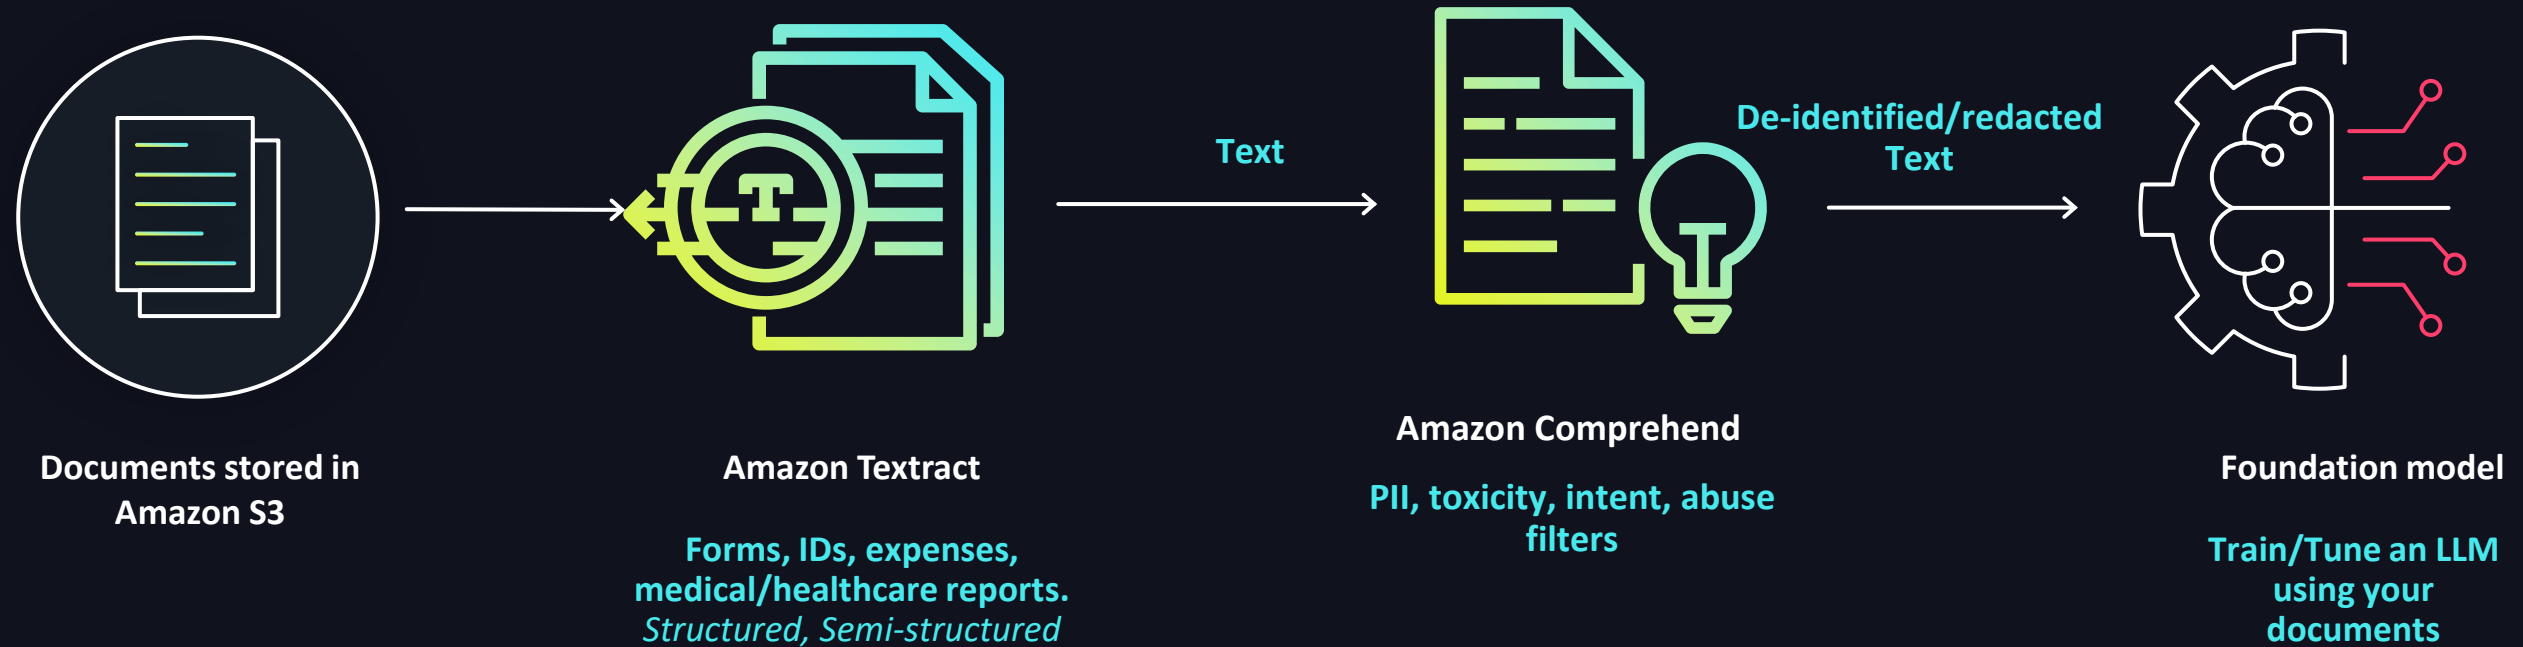 Documents stored in
Amazon S3
Amazon Textract
Forms, IDs, expenses,
medical/healthcare reports.
Structured, Semi-structured
Text
Amazon Comprehend
PII, toxicity, intent, abuse
filters
De-identified/redacted
Text
Foundation model
Train/Tune an LLM
using your
documents
T